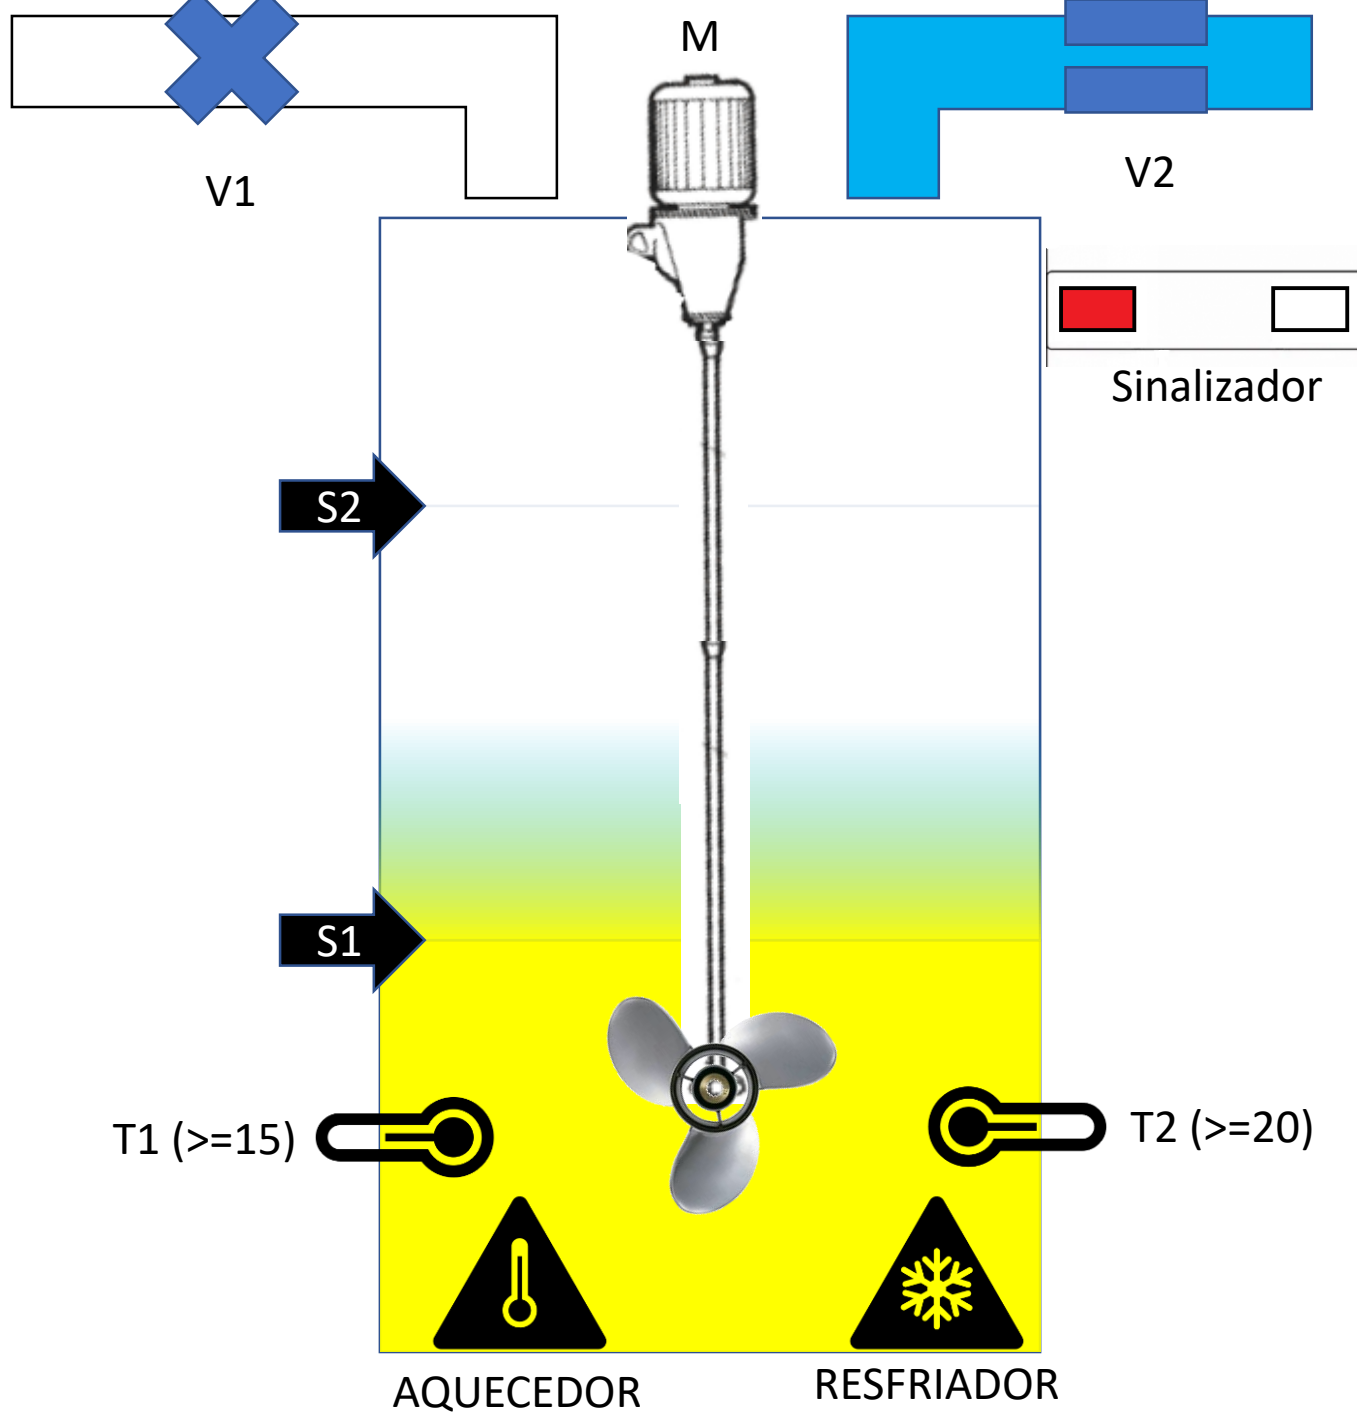 M
V1
V2
Sinalizador
S2
S1
T1 (>=15)
T2 (>=20)
AQUECEDOR
RESFRIADOR